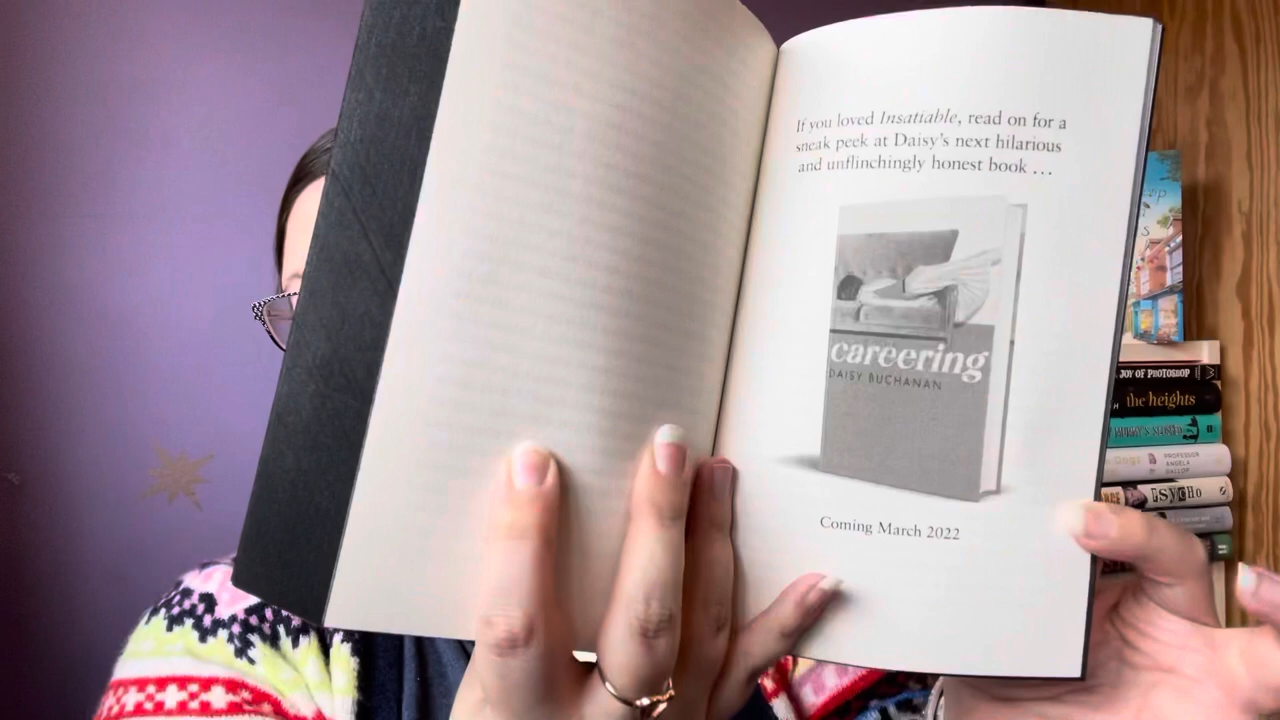 If you loved Insatiable, read on for a
sneak peek at Daisy's next hilarious
and unflinchingly honest book ...
careering
DAISY BUCHANAN
Coming March 2022
JOY OF PHOTOSHOP
the heights
PROFESSOR
ANGELA
GALLOP
PSYCHO